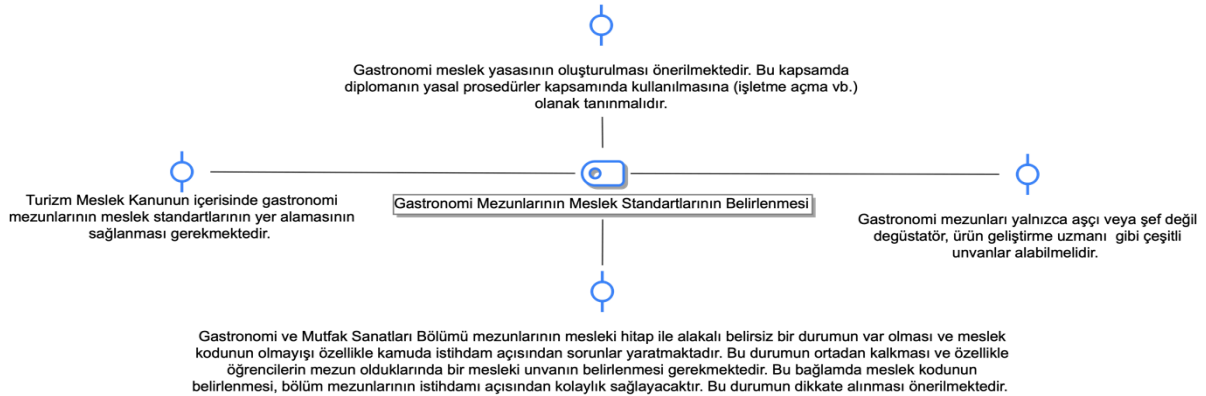 Gastronomi meslek yasasının oluşturulması önerilmektedir. Bu kapsamda
diplomanın yasal prosedürler kapsamında kullanılmasına (işletme açma vb.)
olanak tanınmalıdır.
Turizm Meslek Kanunun içerisinde gastronomi
mezunlarının meslek standartlarının yer alamasının
sağlanması gerekmektedir.
Gastronomi Mezunlarının Meslek Standartlarının Belirlenmesi
Gastronomi mezunları yalnızca aşçı veya şef değil
degüstatör, ürün geliştirme uzmanı gibi çeşitli
unvanlar alabilmelidir.
Gastronomi ve Mutfak Sanatları Bölümü mezunlarının mesleki hitap ile alakalı belirsiz bir durumun var olması ve meslek
kodunun olmayışı özellikle kamuda istihdam açısından sorunlar yaratmaktadır. Bu durumun ortadan kalkması ve özellikle
öğrencilerin mezun olduklarında bir mesleki unvanın belirlenmesi gerekmektedir. Bu bağlamda meslek kodunun
belirlenmesi, bölüm mezunlarının istihdamı açısından kolaylık sağlayacaktır. Bu durumun dikkate alınması önerilmektedir.